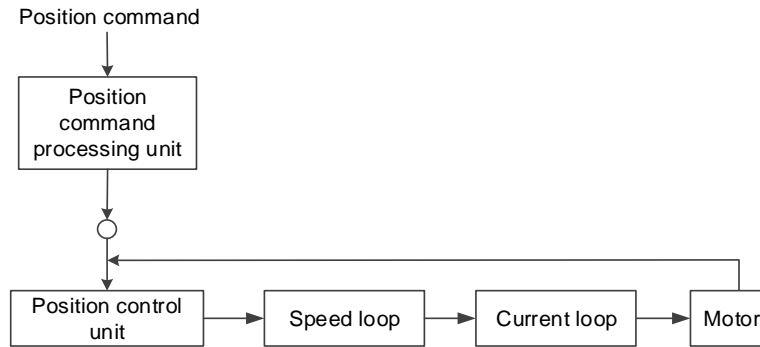 Position command
Position
command
processing unit
Position control
unit
Speed loop
Current loop
Motor